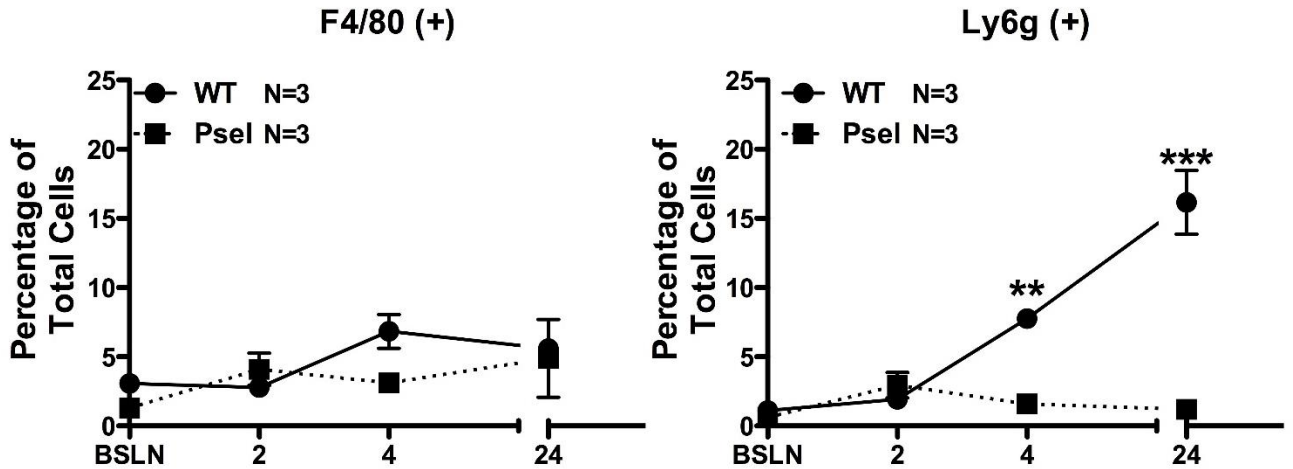 F4/80 (+)
Percentage of
Total Cells
25
20
15
10
5
0
WT N=3
Psel N=3
BSLN 2 4 24
Ly6g (+)
Percentage of
Total Cells
25
20
15
10
5
0
WT N=3
Psel N=3
**
***
BSLN 2 4 24